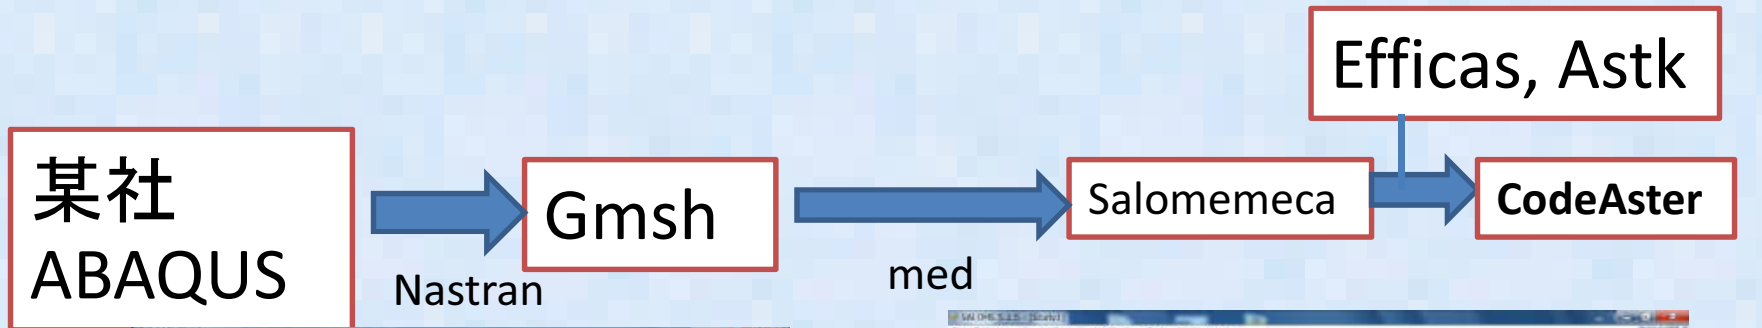 Efficas, Astk
某社
ABAQUS
Nastran
Gmsh
med
Salomemeca
CodeAster